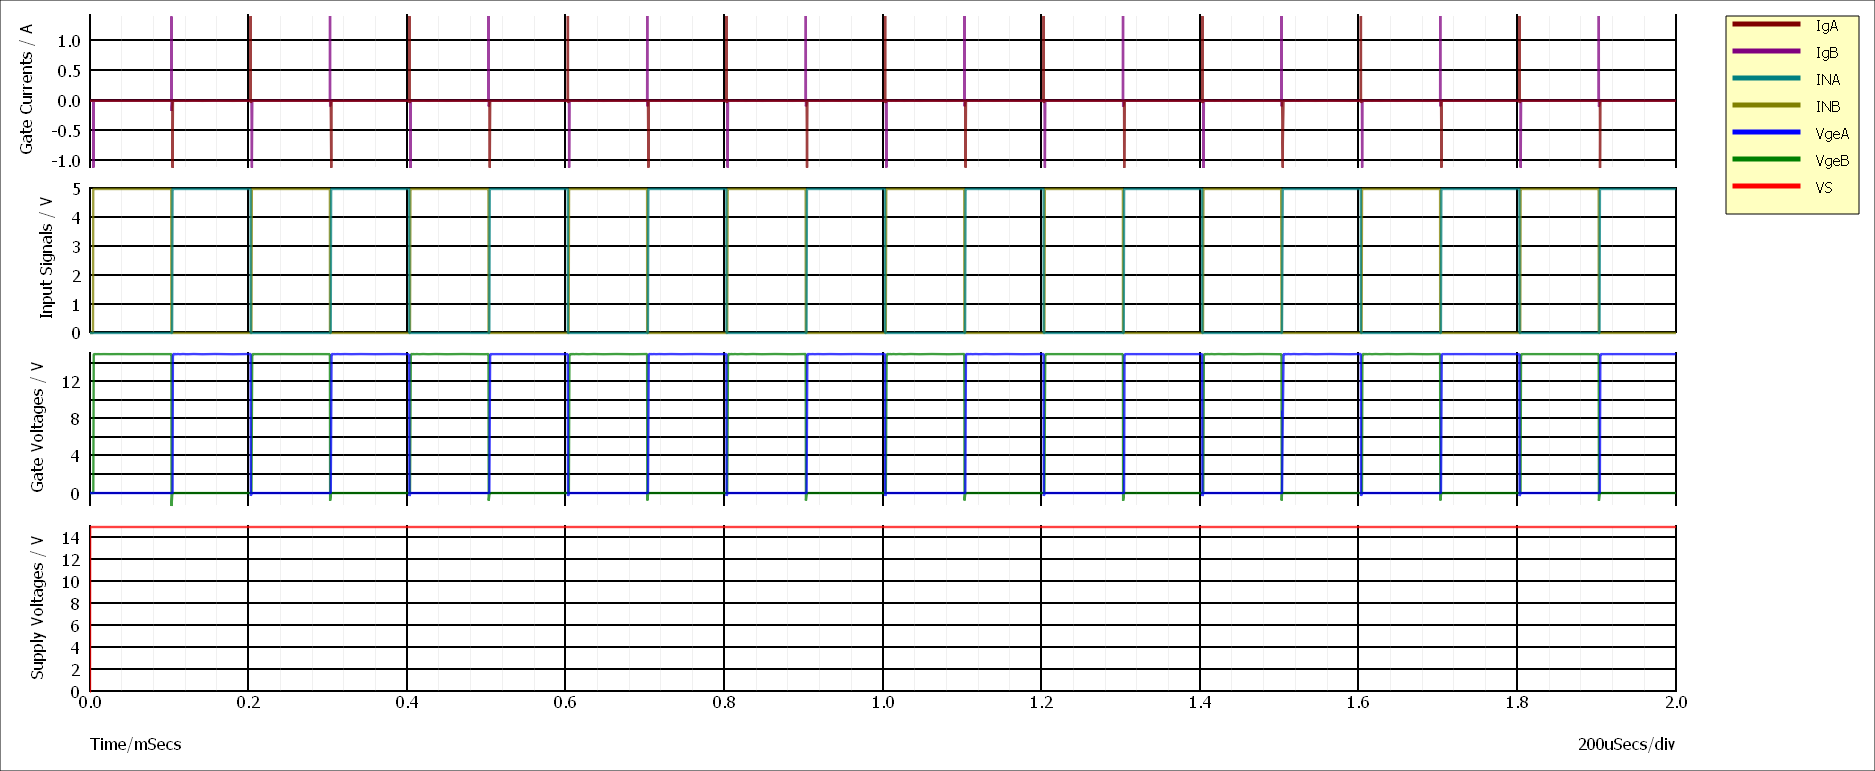 Gate Currents / A
1.0
0.5
0.0
-0.5
-1.0
Input Signals / V
5
4
3
2
1
0
Gate Voltages / V
12
8
4
0
Supply Voltages / V
14
12
10
8
6
4
2
0
0.0 0.2 0.4 0.6 0.8 1.0 1.2 1.4 1.6 1.8 2.0
Time/mSecs
200uSecs/div
IgA
IgB
INA
INB
VgeA
VgeB
VS